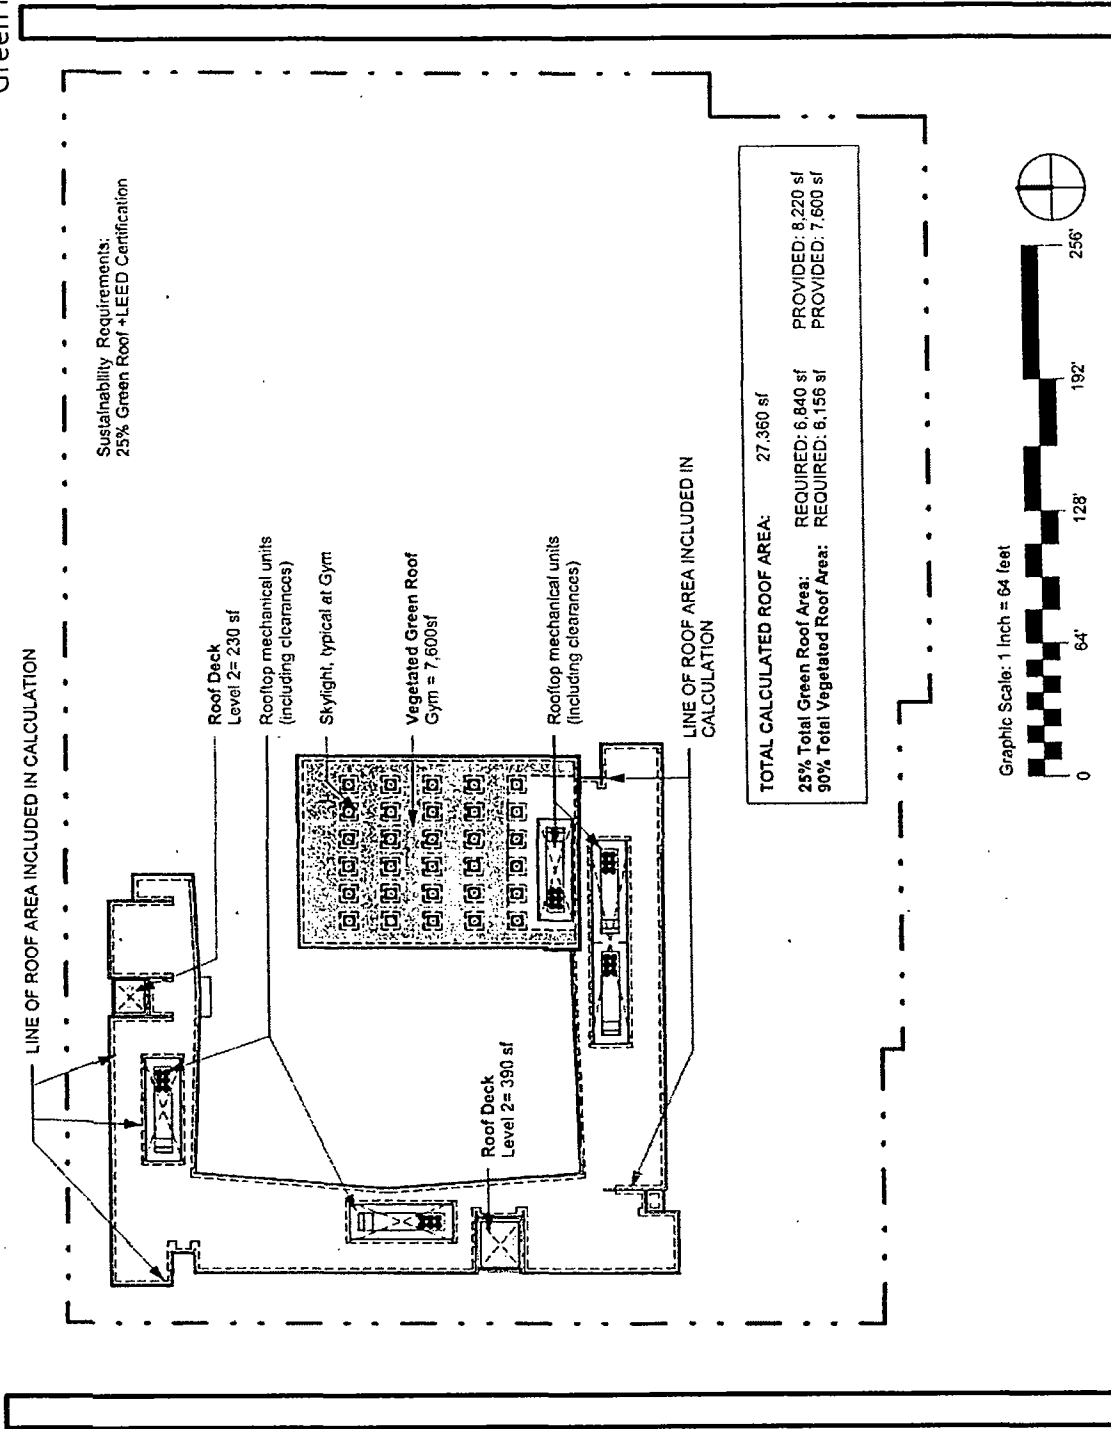 Sustainability Requirements:
25% Green Roof +LEED Certification
LINE OF ROOF AREA INCLUDED IN CALCULATION
Roof Deck
Level 2= 230 sf
Rooftop mechanical units
(including clearances)
Skylight, typical at Gym
Vegetated Green Roof
Gym = 7,600sf
Rooftop mechanical units
(including clearances)
LINE OF ROOF AREA INCLUDED IN
CALCULATION
Roof Deck
Level 2= 390 sf
TOTAL CALCULATED ROOF AREA: 27,360 sf
25% Total Green Roof Area: REQUIRED: 6,840 sf PROVIDED: 8,220 sf
90% Total Vegetated Roof Area: REQUIRED: 6,156 sf PROVIDED: 7,600 sf
Graphic Scale: 1 Inch = 64 feet
0 64' 128' 192' 256'